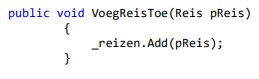 public void VoegReisToe(Reis pReis)
{
_reizen.Add(pReis);
}